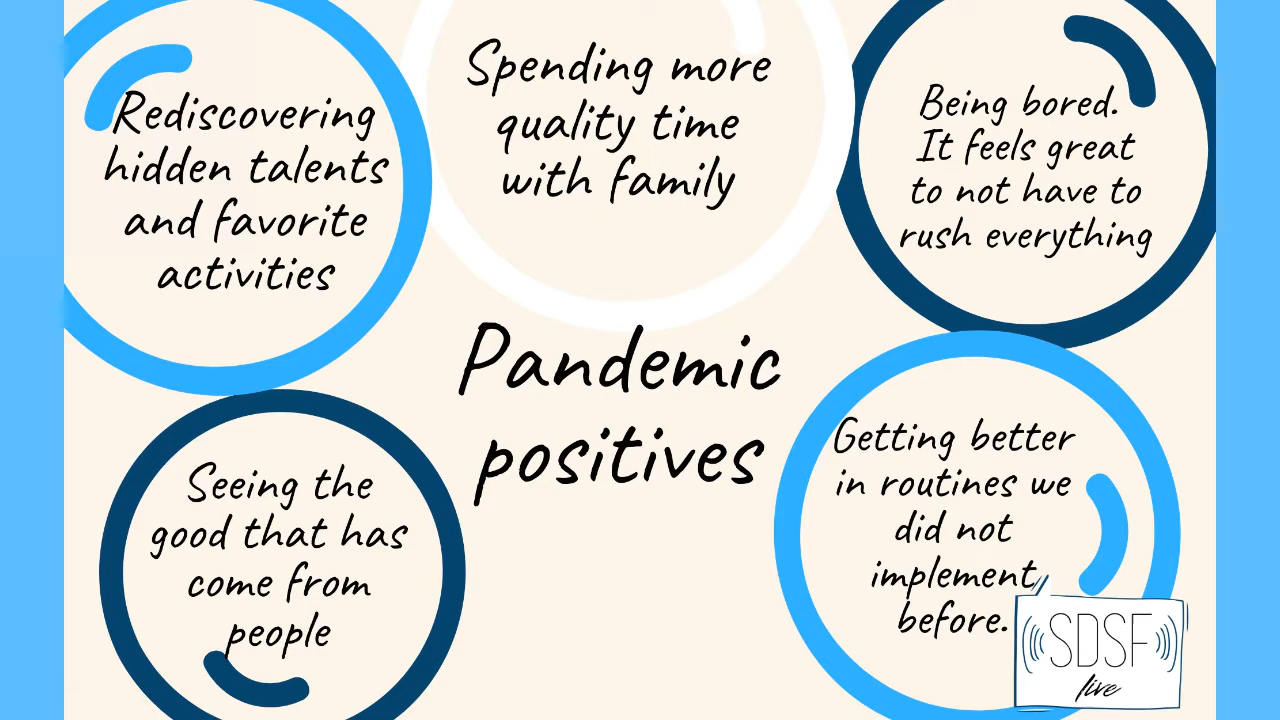 Rediscovering
hidden talents
and favorite
activities
Spending more
quality time
with family
Being bored.
It feels great
to not have to
rush everything
Pandemic
positives
Seeing the
good that has
come from
people
Getting better
in routines we
did not
implement
before.
SDSF
live